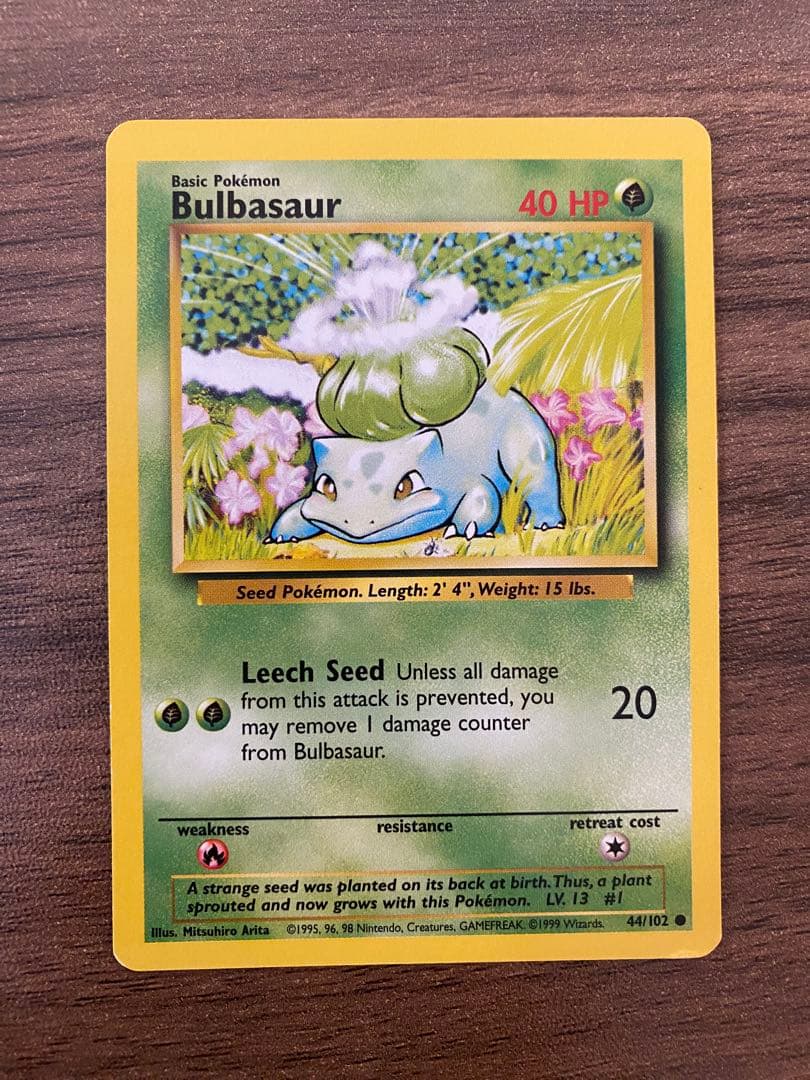 Basic Pokémon
Bulbasaur
40 HP
Seed Pokémon. Length: 2' 4", Weight: 15 lbs.
Leech Seed Unless all damage
from this attack is prevented, you
may remove 1 damage counter
from Bulbasaur.
20
weakness resistance retreat cost
A strange seed was planted on its back at birth. Thus, a plant
sprouted and now grows with this Pokémon. LV. 13 #1
Illus. Mitsuhiro Arita ©1995, 96, 98 Nintendo, Creatures, GAMEFREAK. ©1999 Wizards. 44/102